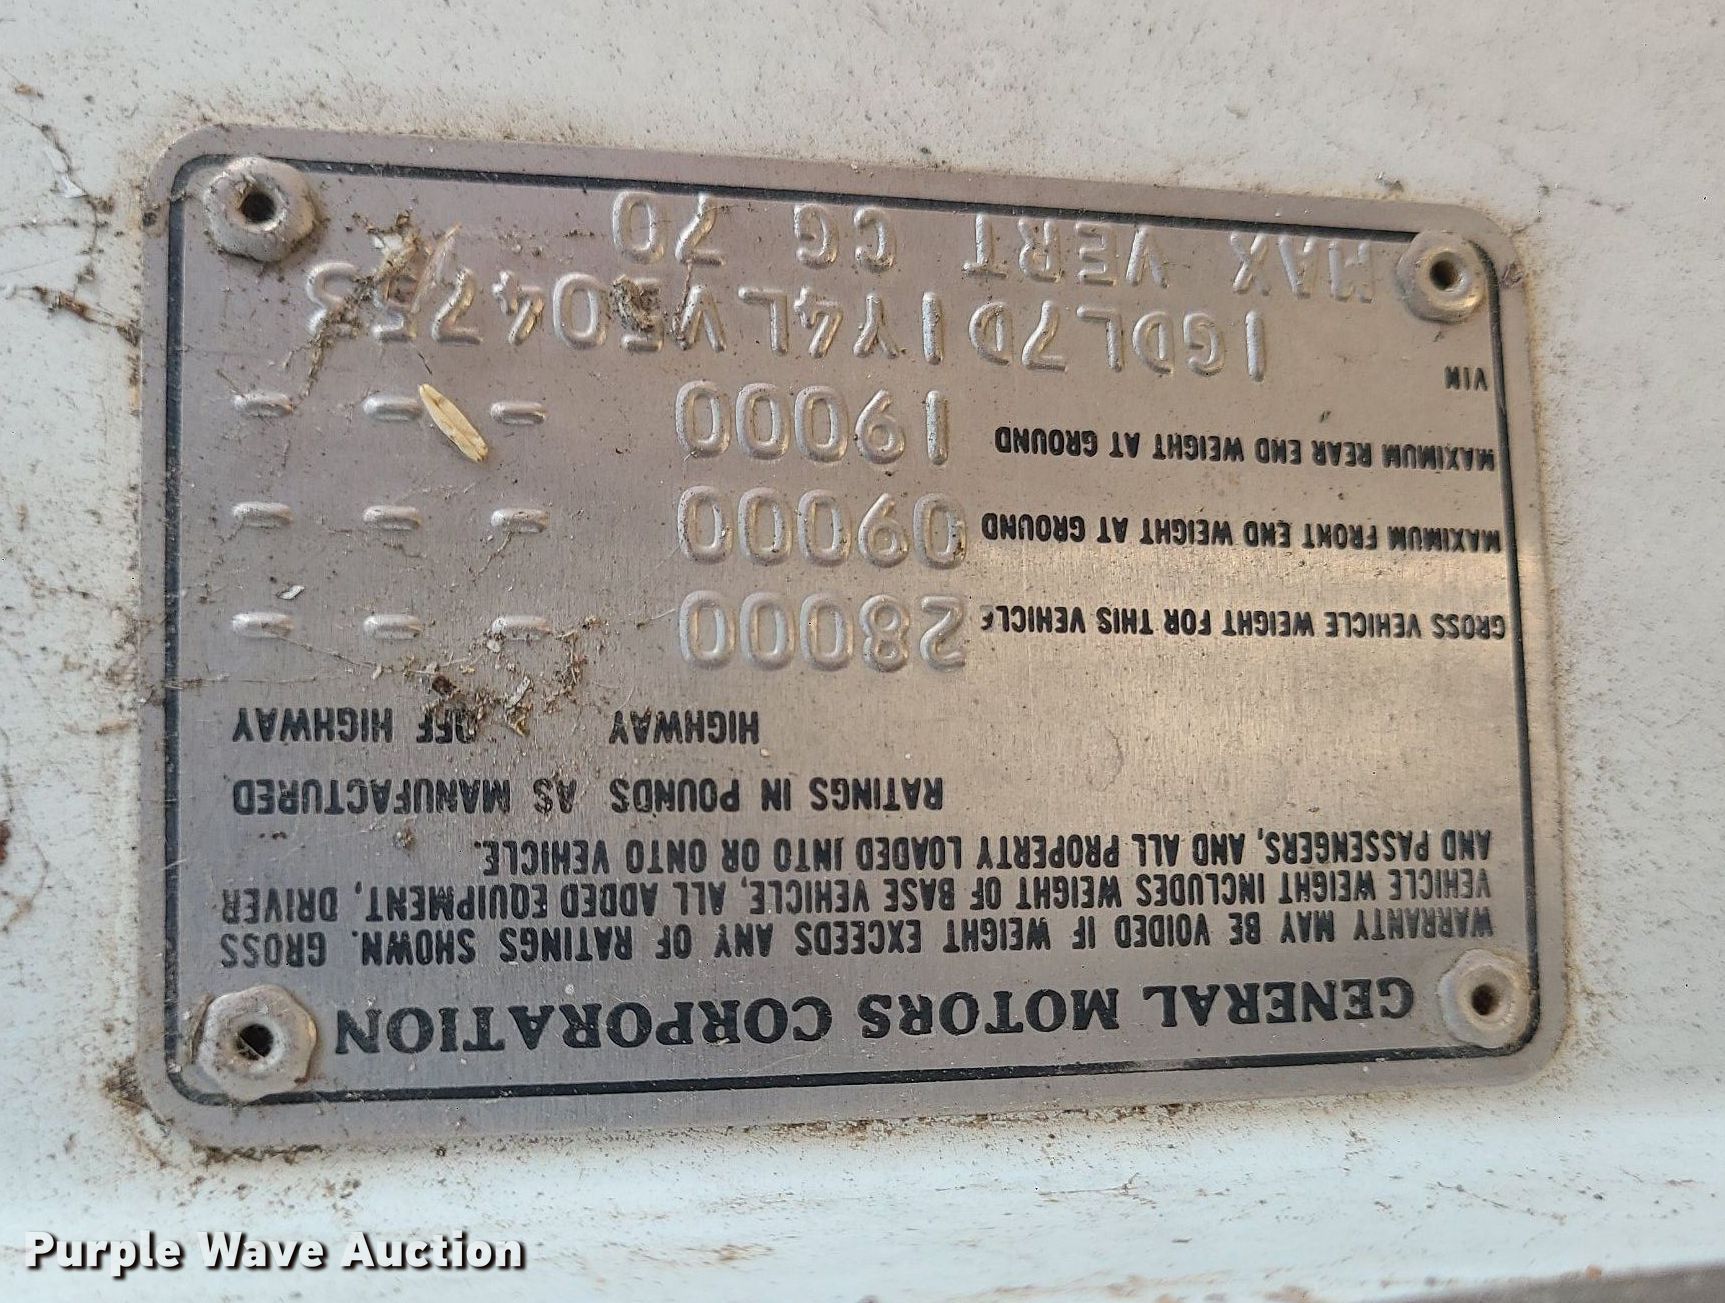 GENERAL MOTORS CORPORATION
WARRANTY MAY BE VOIDED IF WEIGHT EXCEEDS ANY OF RATINGS SHOWN. GROSS
VEHICLE WEIGHT INCLUDES WEIGHT OF BASE VEHICLE, ALL ADDED EQUIPMENT, DRIVER
AND PASSENGERS, AND ALL PROPERTY LOADED INTO OR ONTO VEHICLE.
RATINGS IN POUNDS AS MANUFACTURED
HIGHWAY OFF HIGHWAY
GROSS VEHICLE WEIGHT FOR THIS VEHICLE 28000 - - -
MAXIMUM FRONT END WEIGHT AT GROUND 09000 - - -
MAXIMUM REAR END WEIGHT AT GROUND 19000 - - -
VIN 1GDL7D1Y4LV504753
MAX VERT CG 70
Purple Wave Auction